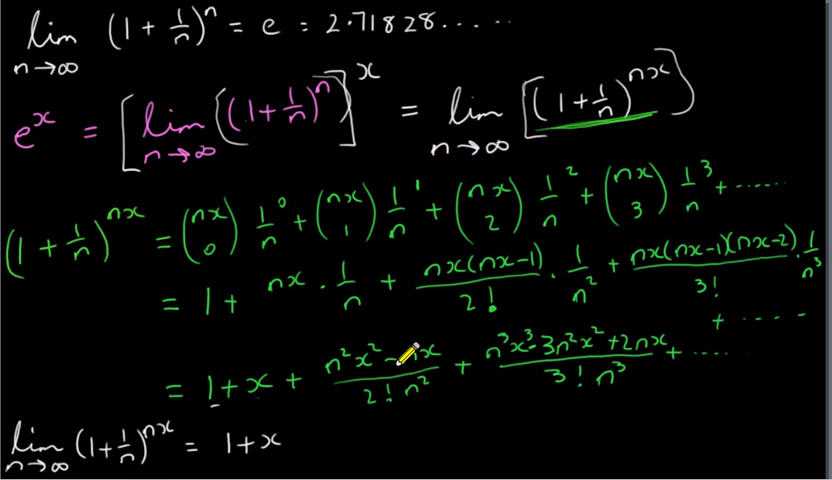 lim n→∞ (1 + 1/n)^n = e = 2.71828.....
e^x = [lim n→∞ ((1 + 1/n)^n)]^x = lim n→∞ [(1 + 1/n)^nx]
(1 + 1/n)^nx = (nx 0) 1/n^0 + (nx 1) 1/n^1 + (nx 2) 1/n^2 + (nx 3) 1/n^3 + ......
= 1 + nx . 1/n + nx(nx-1)/2! . 1/n^2 + nx(nx-1)(nx-2)/3! . 1/n^3
+ .....
= 1 + x + n^2x^2 - x/2! n^2 + n^3x^3 - 3n^2x^2 + 2nx/3! n^3 + ......
lim n→∞ (1 + 1/n)^nx = 1 + x